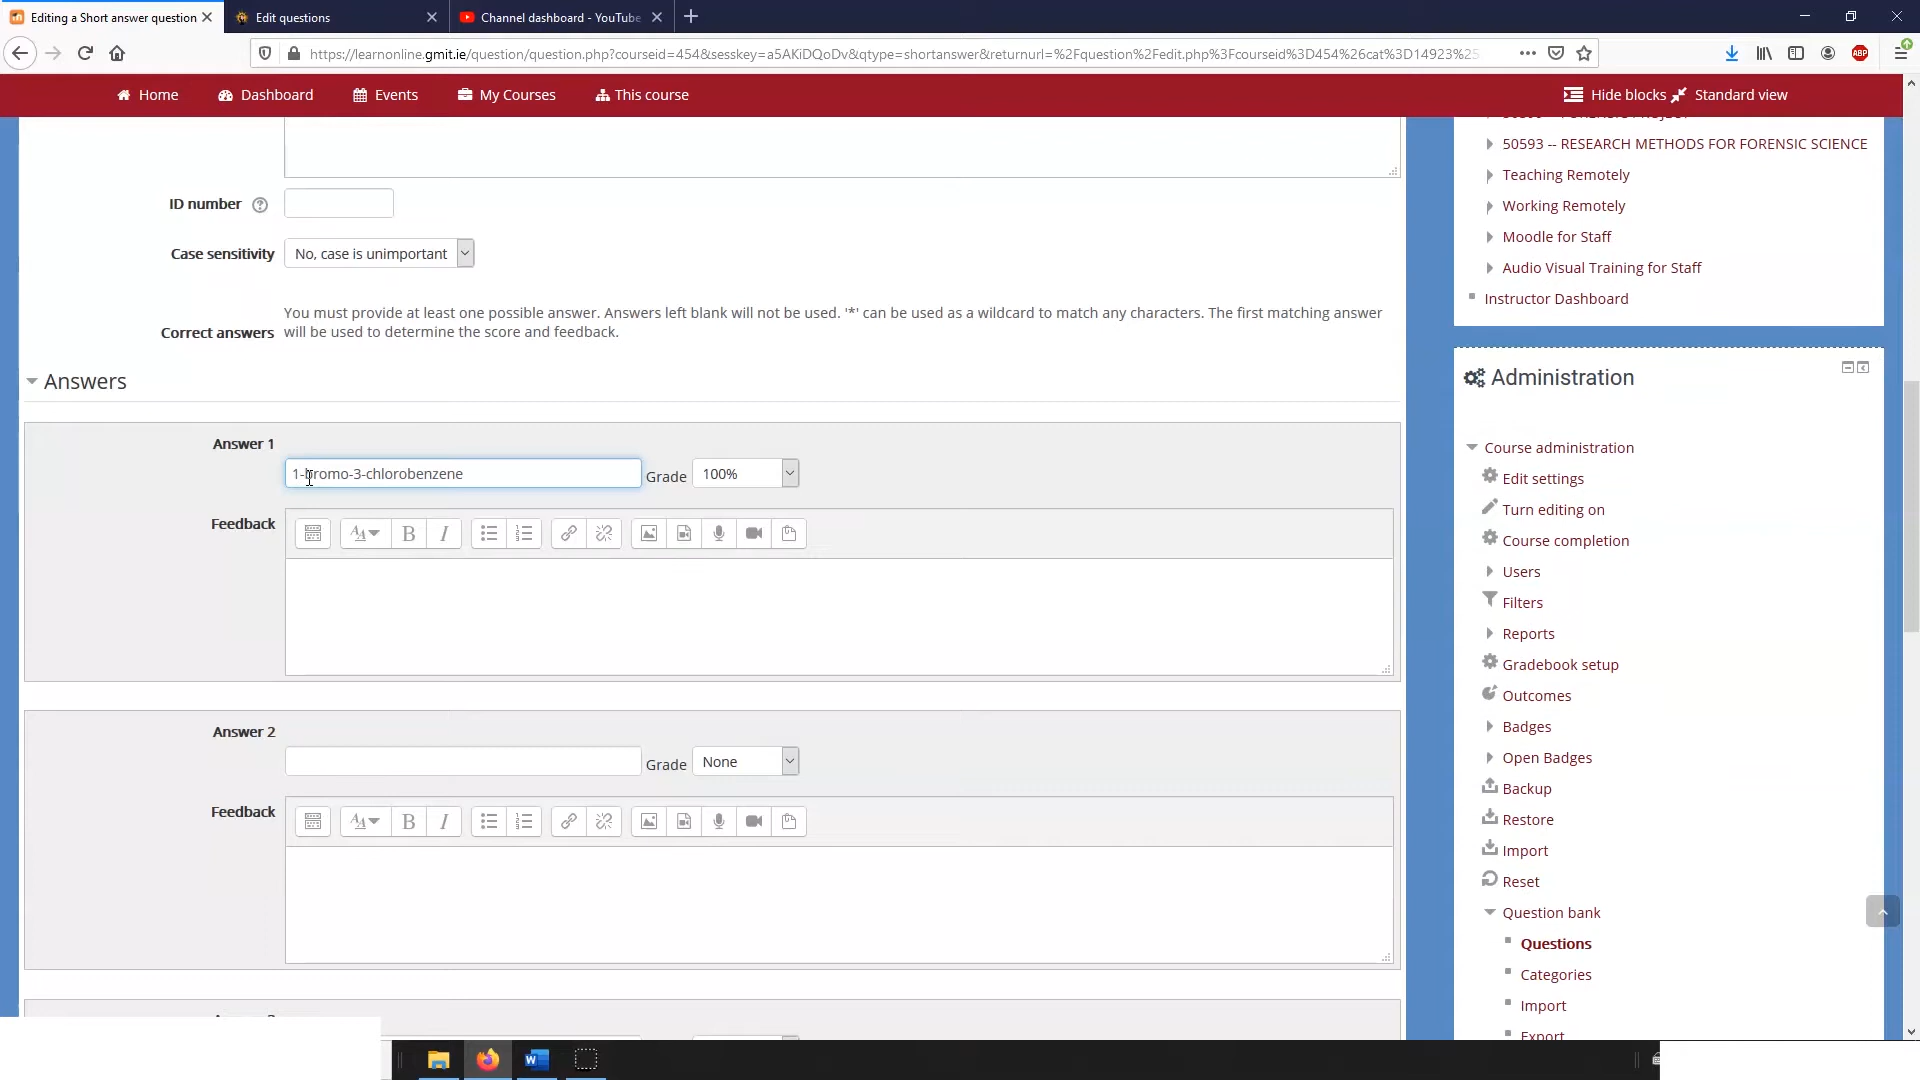 Editing a Short answer question
Edit questions
Channel dashboard - YouTube
https://learnonline.gmit.ie/question/question.php?courseid=454&sesskey=a5AKiDQoDv&qtype=shortanswer&returnurl=%2Fquestion%2Fedit.php%3Fcourseid%3D454%26cat%3D14923%25
ABP
Home
Dashboard
Events
My Courses
This course
Hide blocks
Standard view
50593 -- RESEARCH METHODS FOR FORENSIC SCIENCE
Teaching Remotely
Working Remotely
Moodle for Staff
Audio Visual Training for Staff
Instructor Dashboard
ID number
Case sensitivity
No, case is unimportant
Correct answers
You must provide at least one possible answer. Answers left blank will not be used. '*' can be used as a wildcard to match any characters. The first matching answer
will be used to determine the score and feedback.
Answers
Answer 1
1-bromo-3-chlorobenzene
Grade
100%
Feedback
Answer 2
Grade
None
Feedback
Administration
Course administration
Edit settings
Turn editing on
Course completion
Users
Filters
Reports
Gradebook setup
Outcomes
Badges
Open Badges
Backup
Restore
Import
Reset
Question bank
Questions
Categories
Import
Export